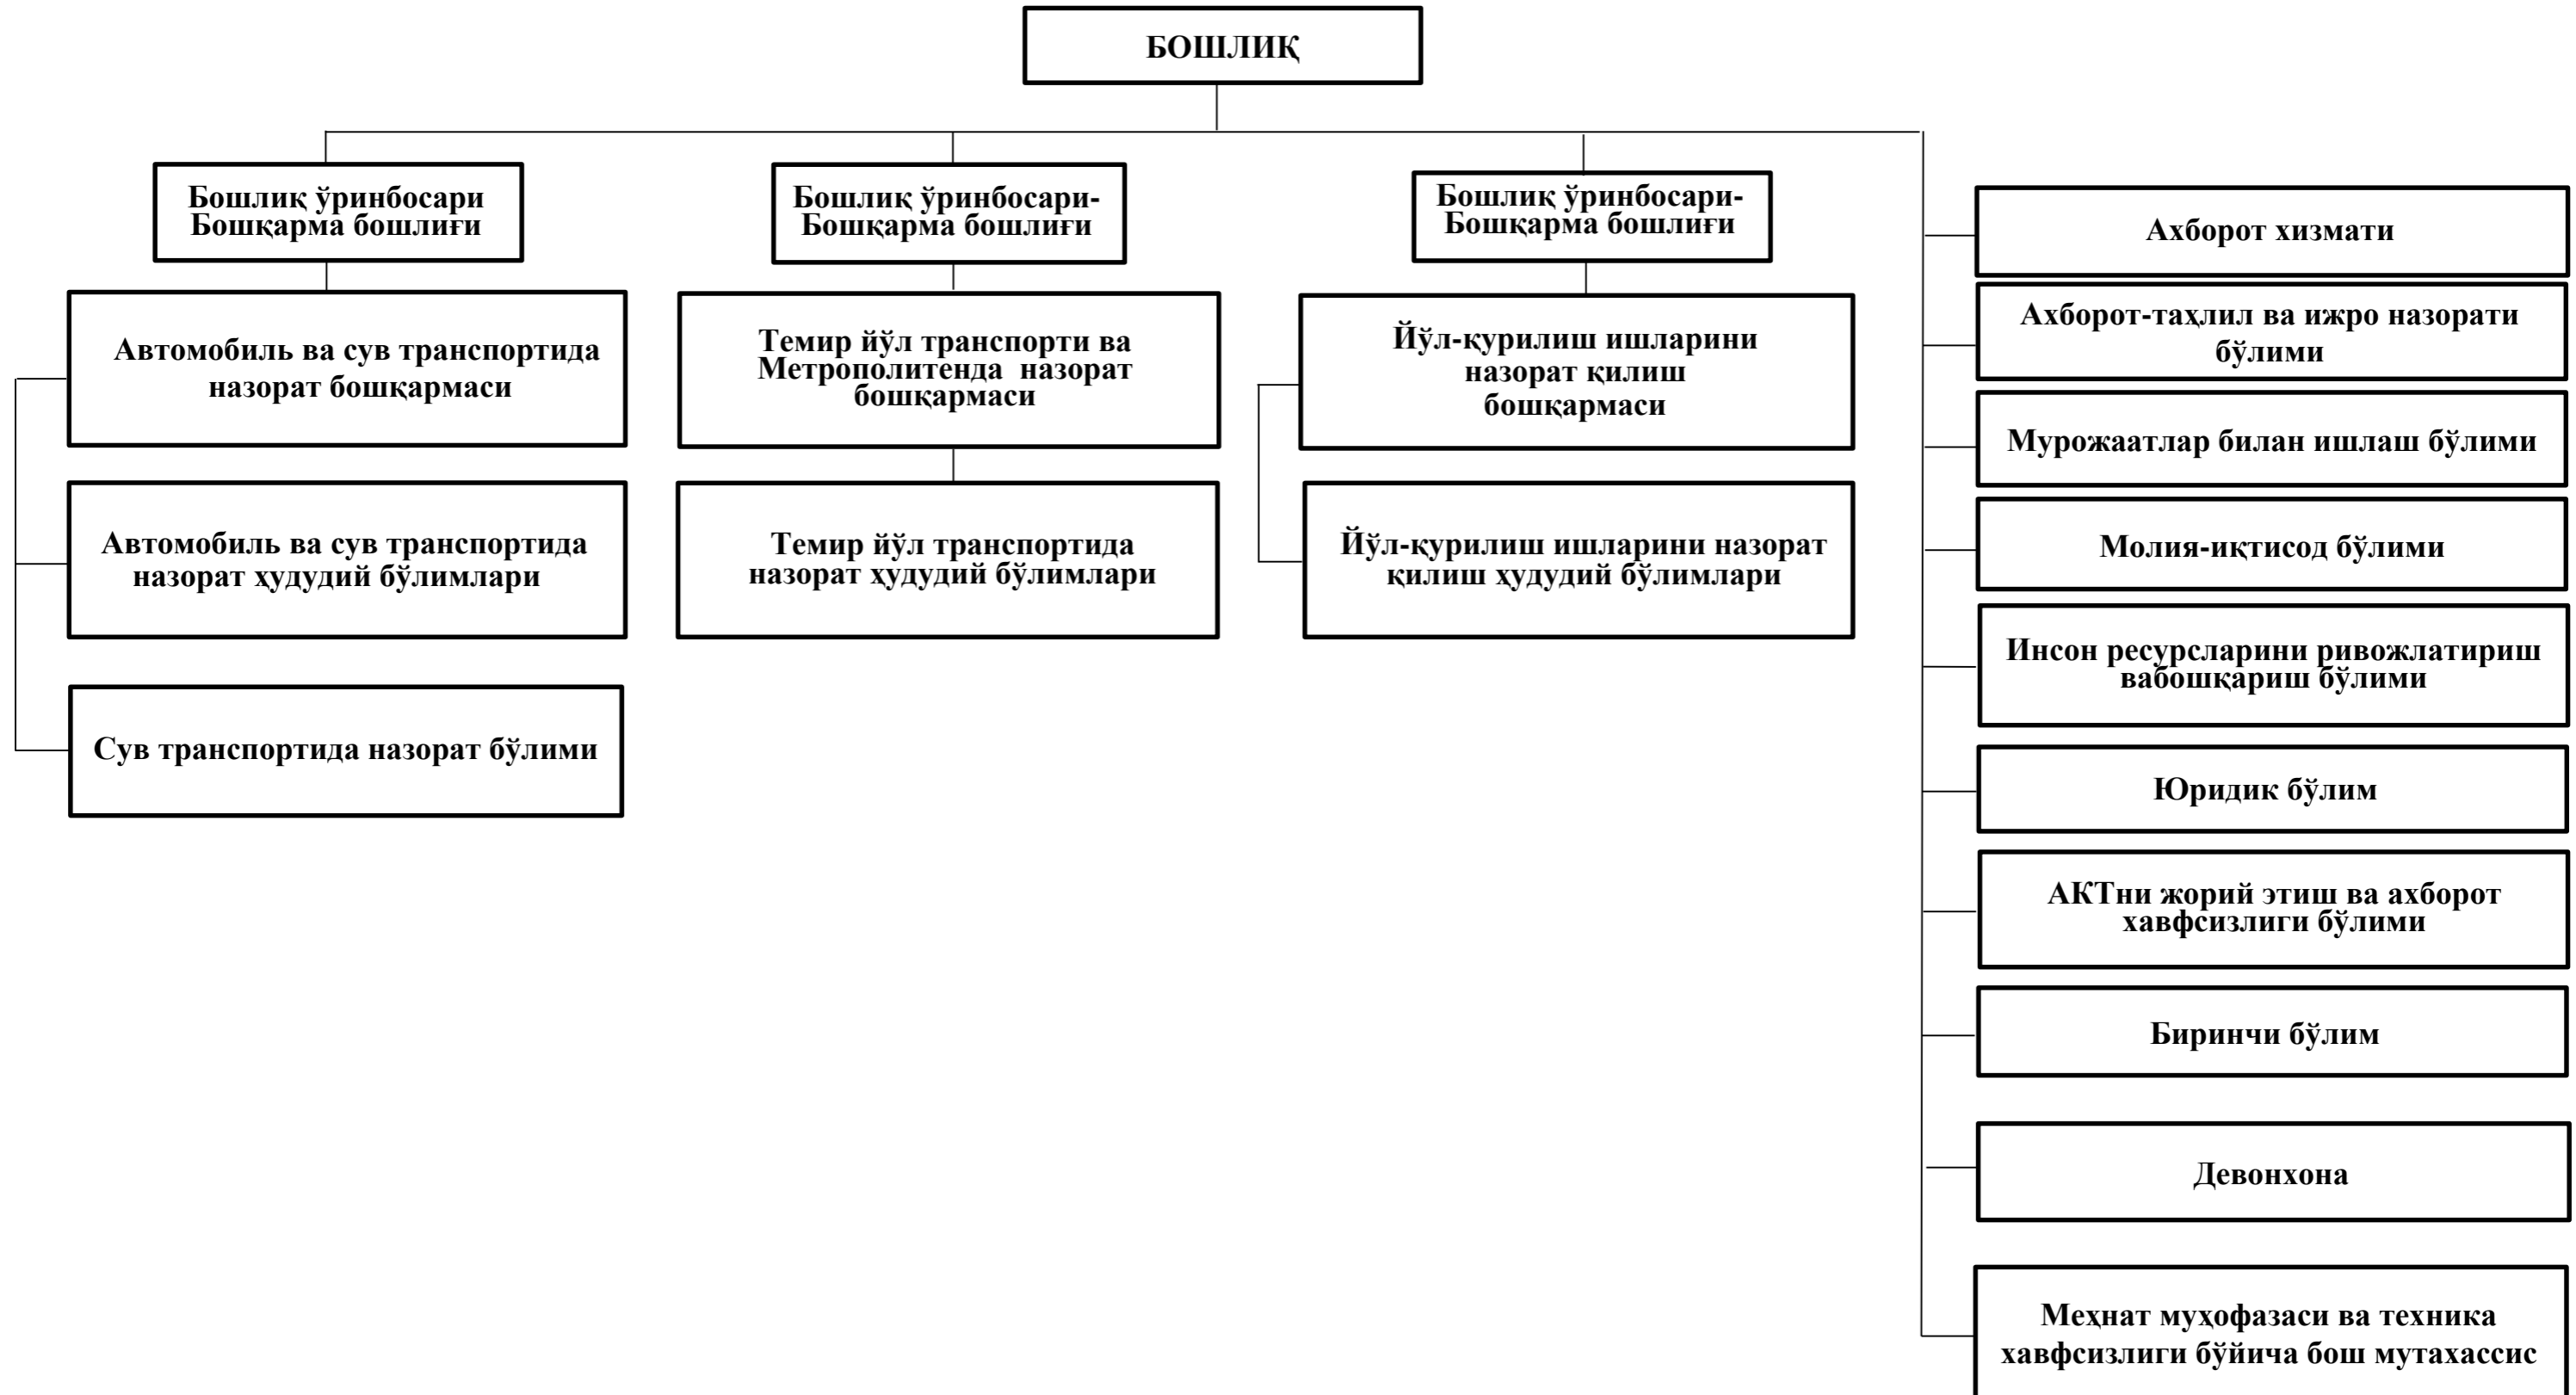 БОШЛИҚ
Бошлиқ ўринбосари
Бошқарма бошлиғи
Автомобиль ва сув транспортида
назорат бошқармаси
Автомобиль ва сув транспортида
назорат ҳудудий бўлимлари
Сув транспортида назорат бўлими
Бошлиқ ўринбосари-
Бошқарма бошлиғи
Темир йўл транспорти ва
Метрополитенда назорат
бошқармаси
Темир йўл транспортида
назорат ҳудудий бўлимлари
Бошлиқ ўринбосари-
Бошқарма бошлиғи
Йўл-қурилиш ишларини
назорат қилиш
бошқармаси
Йўл-қурилиш ишларини назорат
қилиш ҳудудий бўлимлари
Ахборот хизмати
Ахборот-таҳлил ва ижро назорати
бўлими
Мурожаатлар билан ишлаш бўлими
Молия-иқтисод бўлими
Инсон ресурсларини ривожлатириш
вабошқариш бўлими
Юридик бўлим
АКТни жорий этиш ва ахборот
хавфсизлиги бўлими
Биринчи бўлим
Девонхона
Меҳнат муҳофазаси ва техника
хавфсизлиги бўйича бош мутахассис